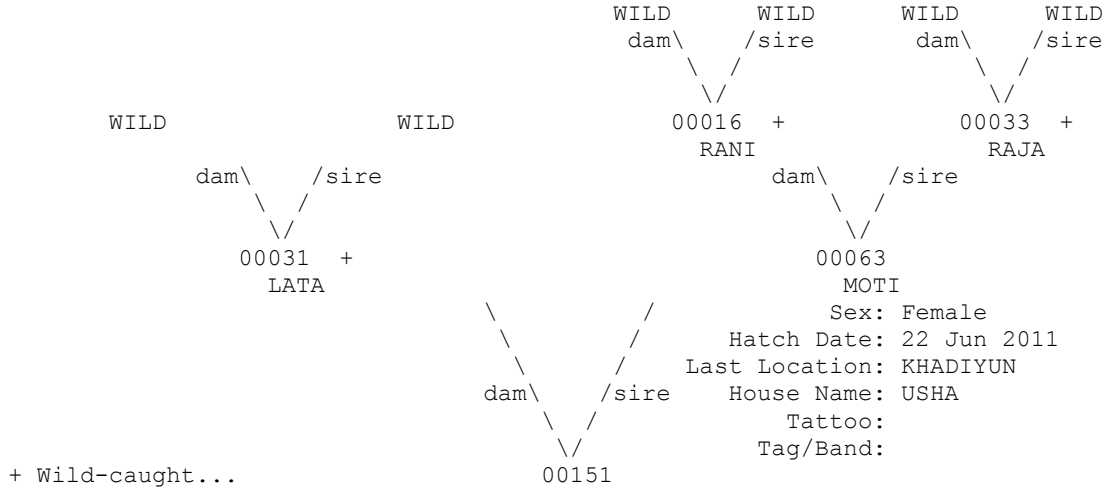 WILD WILD WILD WILD
dam\ /sire dam\ /sire
\ / \ /
\/ \/
WILD WILD 00016 + 00033 +
RANI RAJA
dam\ /sire dam\ /sire
\ / \ /
\/ \/
00031 + 00063
LATA MOTI
\ / Sex: Female
\ / Hatch Date: 22 Jun 2011
\ / Last Location: KHADIYUN
dam\ /sire House Name: USHA
\ / Tattoo:
\/ Tag/Band:
+ Wild-caught... 00151